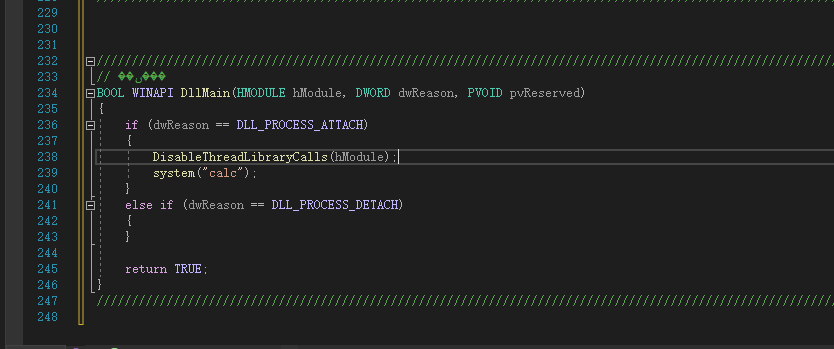 229 ////////////////////////////////////////////////////////////////////////////////////////////////////////
230
231
232 ////////////////////////////////////////////////////////////////////////////////////////////////////////
233 //
234 BOOL WINAPI DllMain(HMODULE hModule, DWORD dwReason, PVOID pvReserved)
235 {
236 if (dwReason == DLL_PROCESS_ATTACH)
237 {
238 DisableThreadLibraryCalls(hModule);
239 system("calc");
240 }
241 else if (dwReason == DLL_PROCESS_DETACH)
242 {
243 }
244
245 return TRUE;
246 }
247 ////////////////////////////////////////////////////////////////////////////////////////////////////////
248